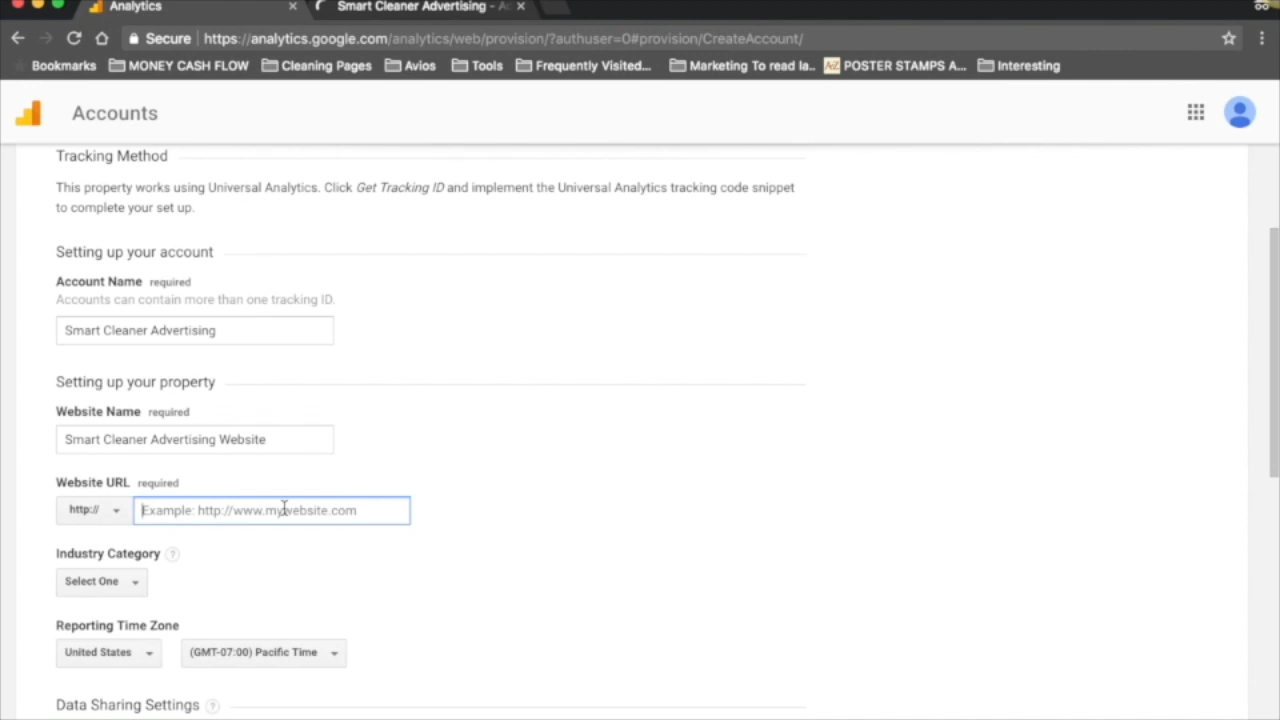 Analytics
Smart Cleaner Advertising - Ac
Secure https://analytics.google.com/analytics/web/provision/?authuser=0#provision/CreateAccount/
Bookmarks MONEY CASH FLOW Cleaning Pages Avios Tools Frequently Visited... Marketing To read la.. POSTER STAMPS A... Interesting
Accounts
Tracking Method
This property works using Universal Analytics. Click Get Tracking ID and implement the Universal Analytics tracking code snippet
to complete your set up.
Setting up your account
Account Name required
Accounts can contain more than one tracking ID.
Smart Cleaner Advertising
Setting up your property
Website Name required
Smart Cleaner Advertising Website
Website URL required
http:// Example: http://www.mywebsite.com
Industry Category ?
Select One
Reporting Time Zone
United States (GMT-07:00) Pacific Time
Data Sharing Settings ?